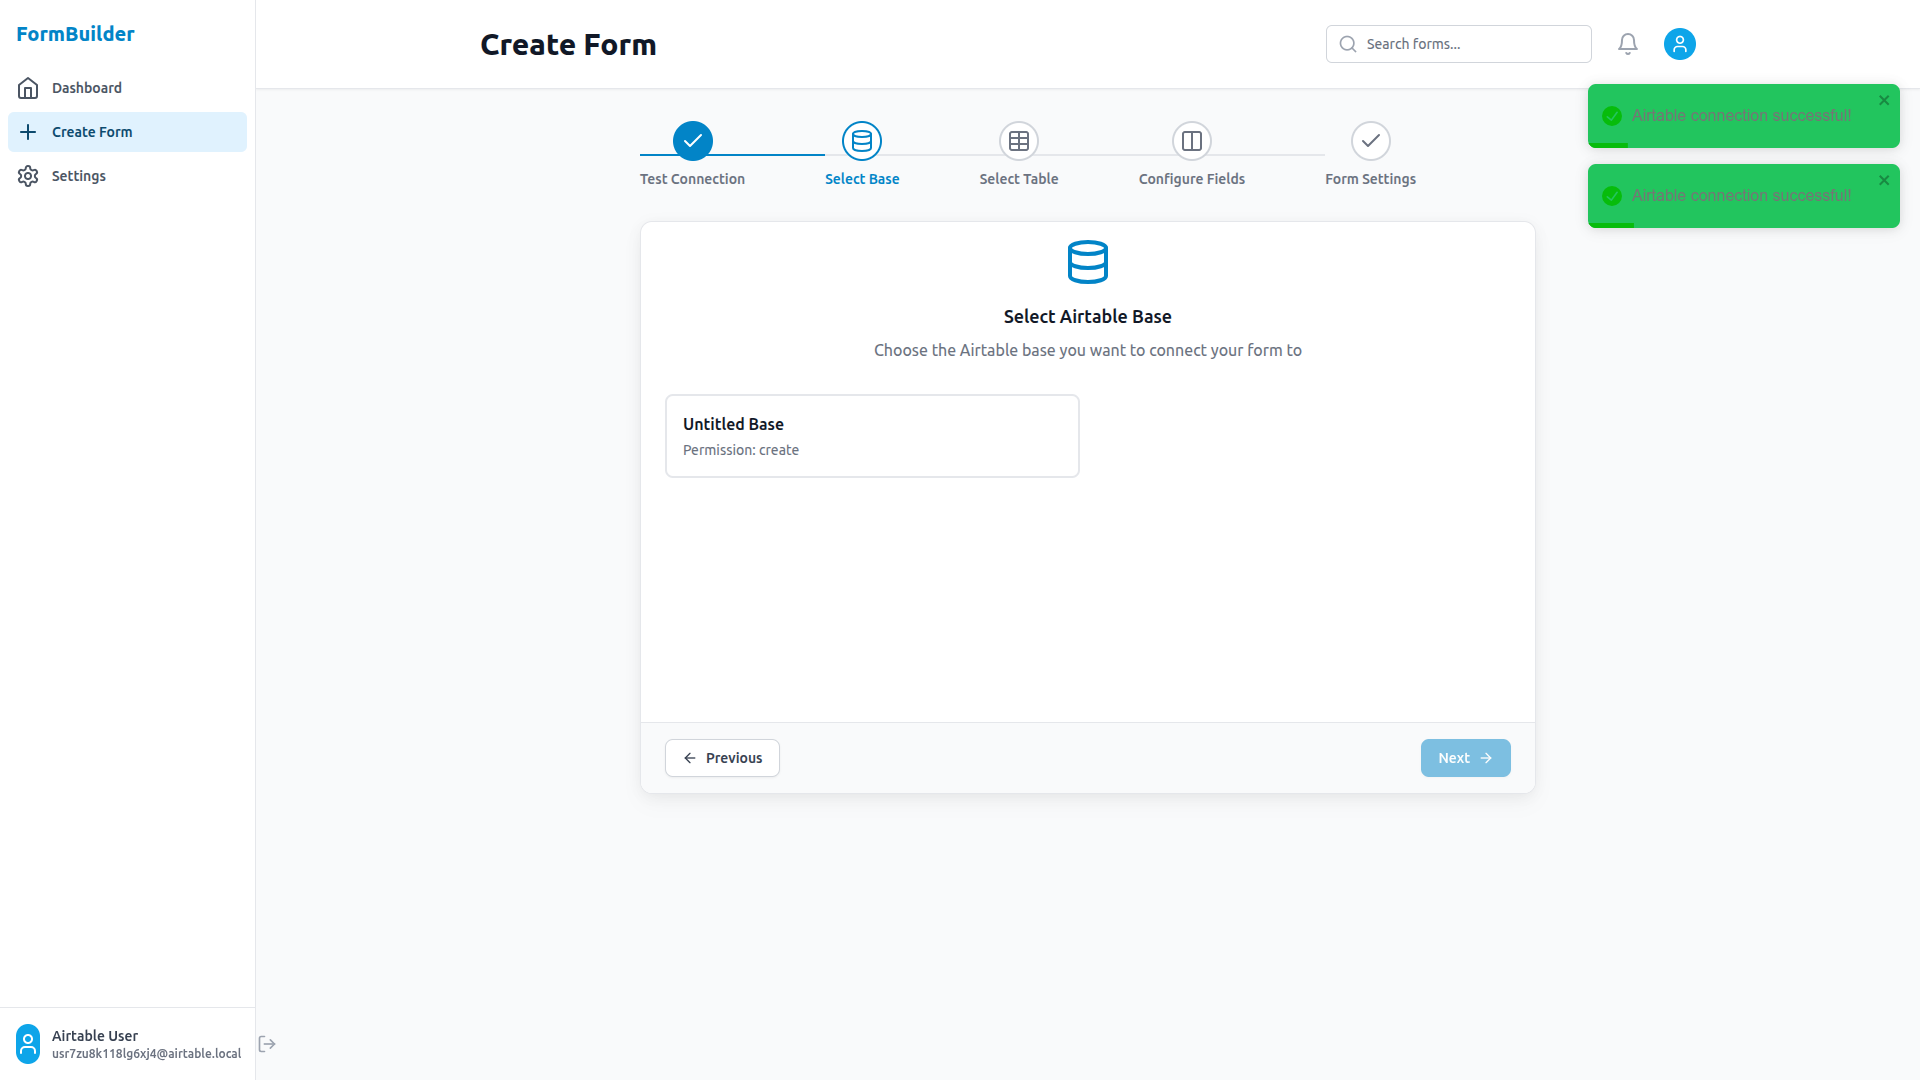 FormBuilder
Dashboard
Create Form
Settings
Create Form
Search forms...
Airtable connection successful!
Airtable connection successful!
Test Connection
Select Base
Select Table
Configure Fields
Form Settings
Select Airtable Base
Choose the Airtable base you want to connect your form to
Untitled Base
Permission: create
Previous
Next
Airtable User
usr7zu8k118lg6xj4@airtable.local